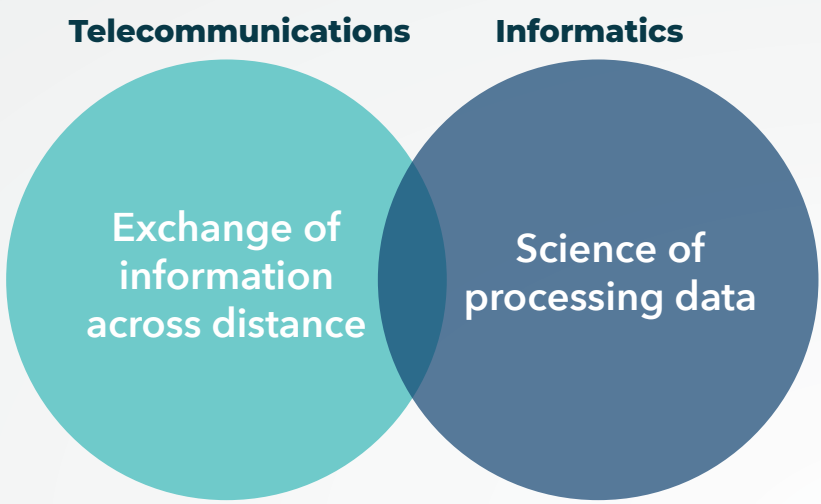 Telecommunications
Informatics
Exchange of
information
across distance
Science of
processing data